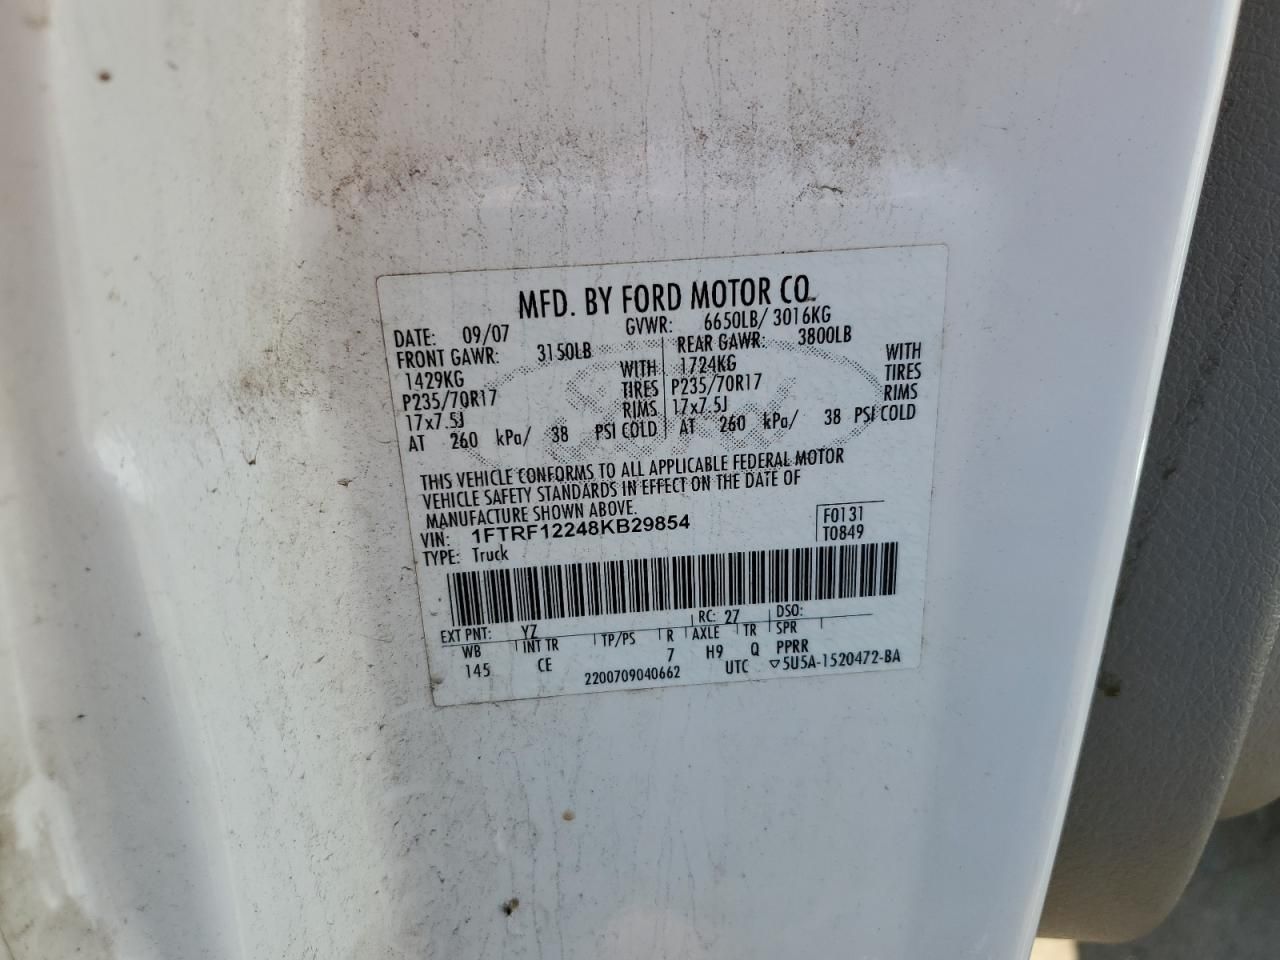 MFD. BY FORD MOTOR CO.
DATE: 09/07 GVWR: 6650LB/ 3016KG
FRONT GAWR: 3150LB REAR GAWR: 3800LB
1429KG WITH 1724KG WITH
P235/70R17 TIRES P235/70R17 TIRES
17x7.5J RIMS 17x7.5J RIMS
AT 260 kPa/ 38 PSI COLD AT 260 kPa/ 38 PSI COLD
THIS VEHICLE CONFORMS TO ALL APPLICABLE FEDERAL MOTOR
VEHICLE SAFETY STANDARDS IN EFFECT ON THE DATE OF
MANUFACTURE SHOWN ABOVE.
VIN: 1FTRF12248KB29854 F0131
TYPE: Truck T0849
EXT PNT: YZ RC: 27 DSO:
WB INT TR TP/PS R AXLE TR SPR
145 CE 7 H9 Q PPRR
2200709040662 UTC ▽5U5A-1520472-BA